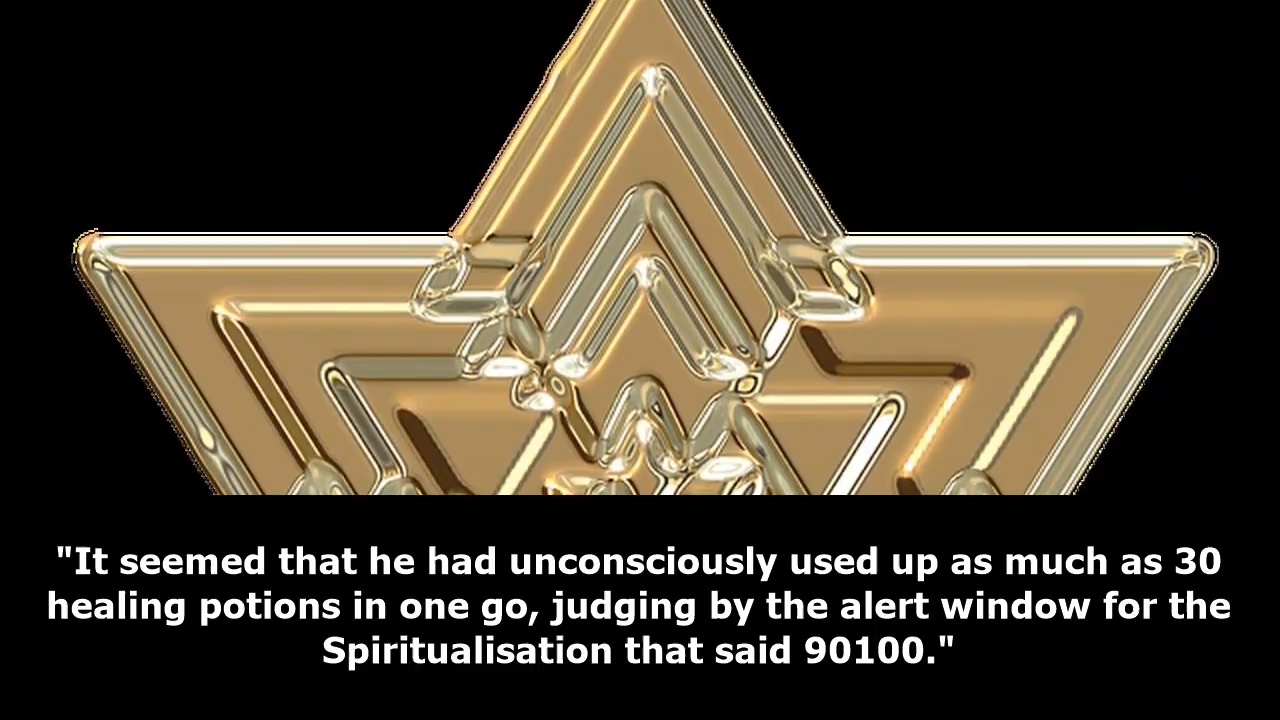 "It seemed that he had unconsciously used up as much as 30
healing potions in one go, judging by the alert window for the
Spiritualisation that said 90100."